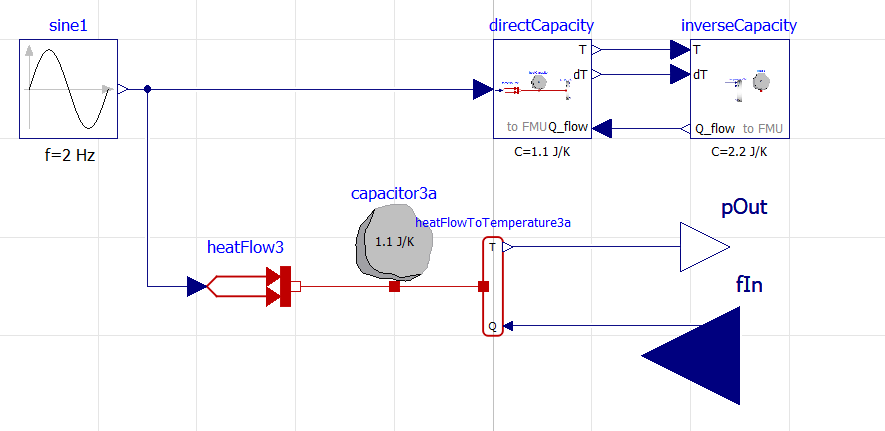 sine1
directCapacity
inverseCapacity
T
T
dT
dT
to FMU
Q_flow
Q_flow
to FMU
f=2 Hz
C=1.1 J/K
C=2.2 J/K
capacitor3a
pOut
heatFlowToTemperature3a
heatFlow3
1.1 J/K
T
fIn
Q